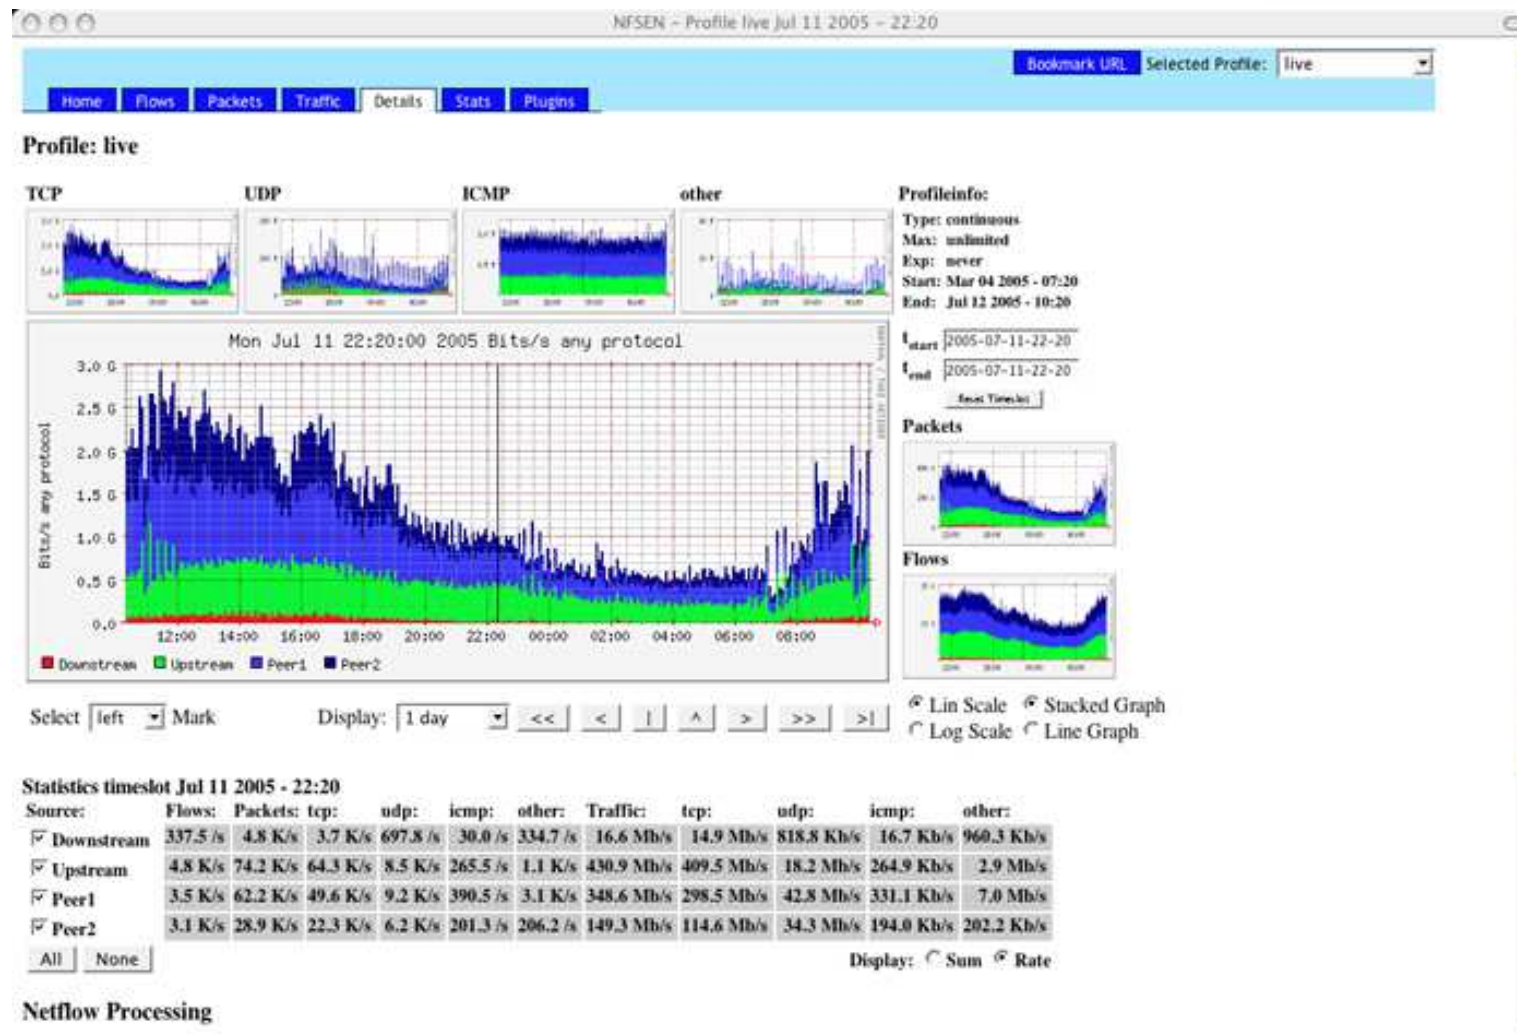 NFSEN – Profile live Jul 11 2005 – 22:20
Bookmark URL Selected Profile: live
Home Flows Packets Traffic Details Stats Plugins
Profile: live
TCP UDP ICMP other
Profileinfo:
Type: continuous
Max: unlimited
Exp: never
Start: Mar 04 2005 - 07:20
End: Jul 12 2005 - 10:20
tstart 2005-07-11-22-20
tend 2005-07-11-22-20
Reset Timeslot
Mon Jul 11 22:20:00 2005 Bits/s any protocol
Bits/s any protocol
3.0 G
2.5 G
2.0 G
1.5 G
1.0 G
0.5 G
0.0
12:00 14:00 16:00 18:00 20:00 22:00 00:00 02:00 04:00 06:00 08:00
Downstream Upstream Peer1 Peer2
Packets
Flows
Select left Mark Display: 1 day << < | ^ > >> >|
Lin Scale Stacked Graph
Log Scale Line Graph
Statistics timeslot Jul 11 2005 - 22:20
Source: Flows: Packets: tcp: udp: icmp: other: Traffic: tcp: udp: icmp: other:
Downstream 337.5 /s 4.8 K/s 3.7 K/s 697.8 /s 30.0 /s 334.7 /s 16.6 Mb/s 14.9 Mb/s 818.8 Kb/s 16.7 Kb/s 960.3 Kb/s
Upstream 4.8 K/s 74.2 K/s 64.3 K/s 8.5 K/s 265.5 /s 1.1 K/s 430.9 Mb/s 409.5 Mb/s 18.2 Mb/s 264.9 Kb/s 2.9 Mb/s
Peer1 3.5 K/s 62.2 K/s 49.6 K/s 9.2 K/s 390.5 /s 3.1 K/s 348.6 Mb/s 298.5 Mb/s 42.8 Mb/s 331.1 Kb/s 7.0 Mb/s
Peer2 3.1 K/s 28.9 K/s 22.3 K/s 6.2 K/s 201.3 /s 206.2 /s 149.3 Mb/s 114.6 Mb/s 34.3 Mb/s 194.0 Kb/s 202.2 Kb/s
All None Display: Sum Rate
Netflow Processing